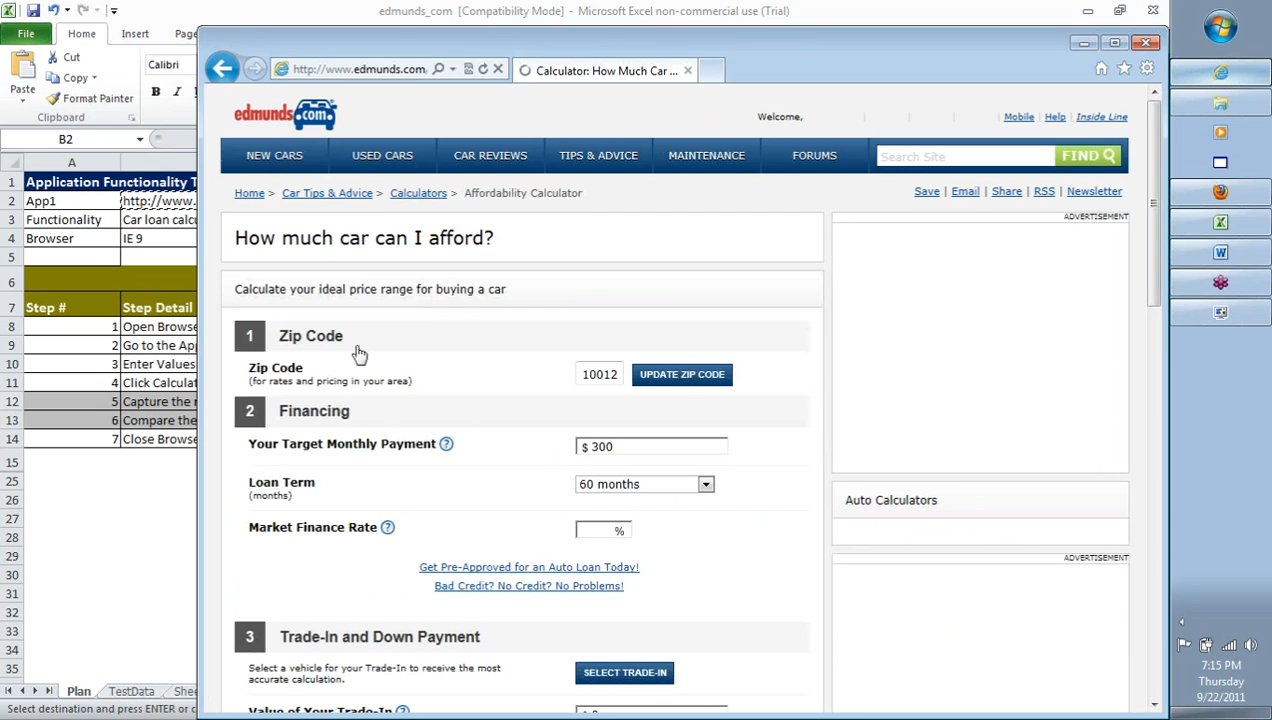 edmunds_com [Compatibility Mode] - Microsoft Excel non-commercial use (Trial)
File Home Insert
Cut
Copy
Format Painter
Paste
Clipboard
Calibri
B I
B2
A
1 Application Functionality T
2 App1 http://www.
3 Functionality Car loan calc
4 Browser IE 9
5
6
7 Step # Step Detail
8 1 Open Browse
9 2 Go to the Ap
10 3 Enter Values
11 4 Click Calculat
12 5 Capture the r
13 6 Compare the
14 7 Close Browse
15
25
26
27
28
29
30
31
32
33
34
35
Plan TestData
Select destination and press ENTER or c
http://www.edmunds.com
Calculator: How Much Car ...
edmunds.com
Welcome,
Mobile Help Inside Line
NEW CARS USED CARS CAR REVIEWS TIPS & ADVICE MAINTENANCE FORUMS Search Site FIND
Home > Car Tips & Advice > Calculators > Affordability Calculator
Save Email Share RSS Newsletter
ADVERTISEMENT
How much car can I afford?
Calculate your ideal price range for buying a car
1 Zip Code
Zip Code
(for rates and pricing in your area)
10012 UPDATE ZIP CODE
2 Financing
Your Target Monthly Payment ? $ 300
Loan Term
(months)
60 months
Market Finance Rate ? %
Get Pre-Approved for an Auto Loan Today!
Bad Credit? No Credit? No Problems!
3 Trade-In and Down Payment
Select a vehicle for your Trade-In to receive the most
accurate calculation.
SELECT TRADE-IN
Value of Your Trade-In ?
Auto Calculators
ADVERTISEMENT
7:15 PM
Thursday
9/22/2011